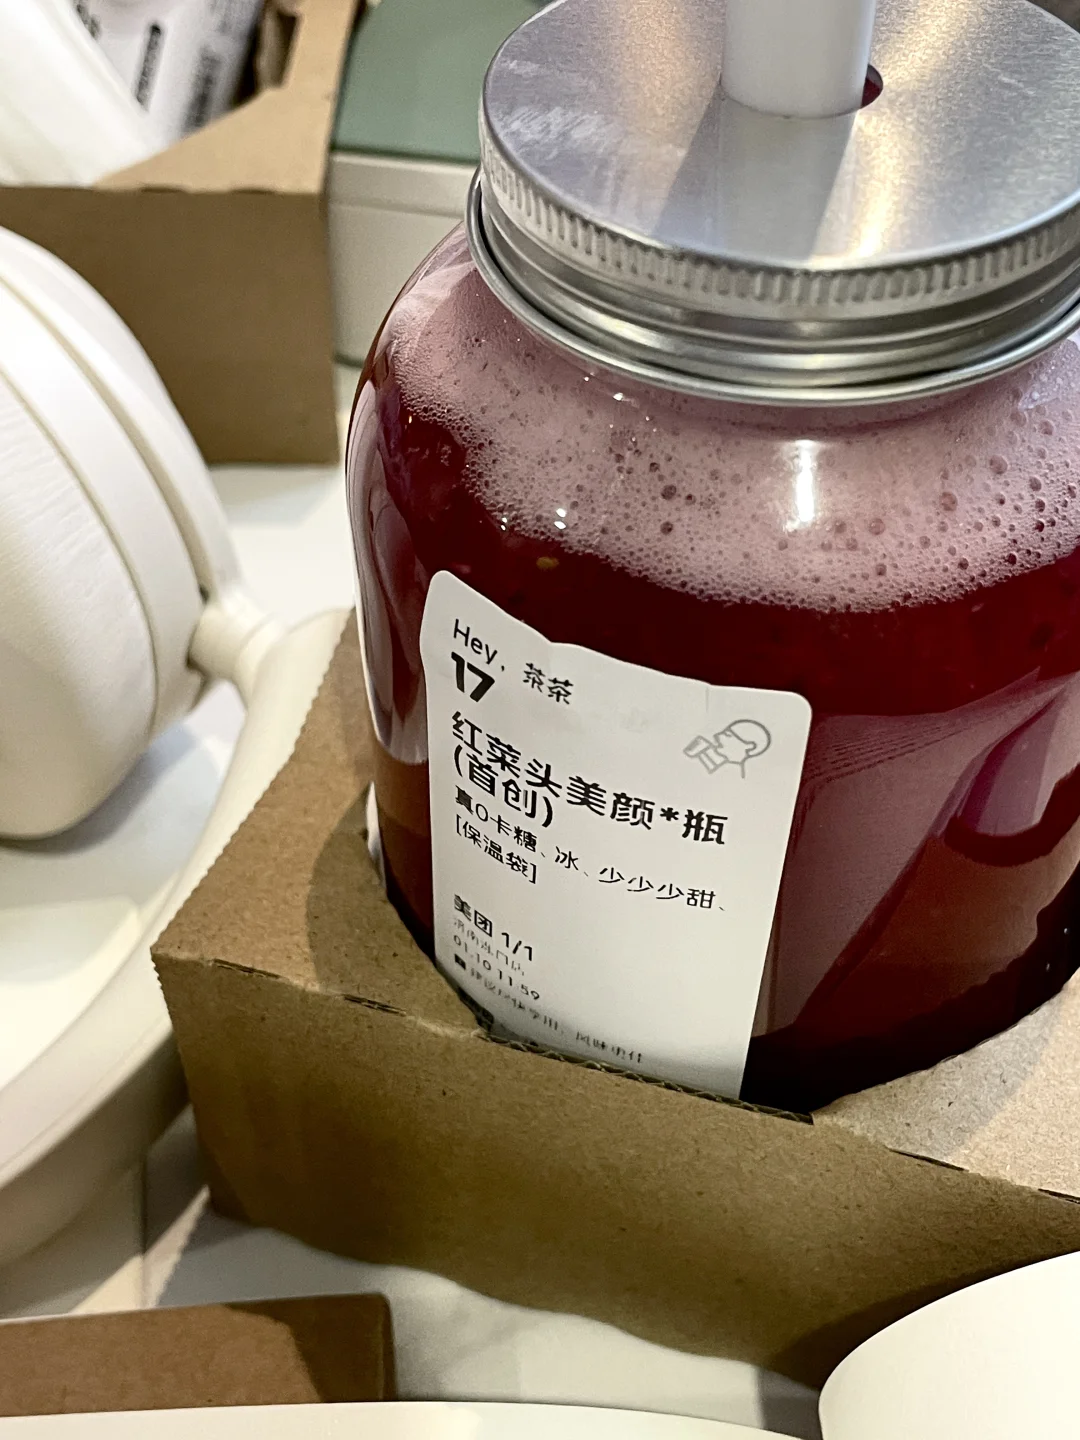 Hey, 茶茶
17
红菜头美颜*瓶
(首创)
真0卡糖、冰、少少少甜、
[保温袋]
美团 1/1
01.10 11:59